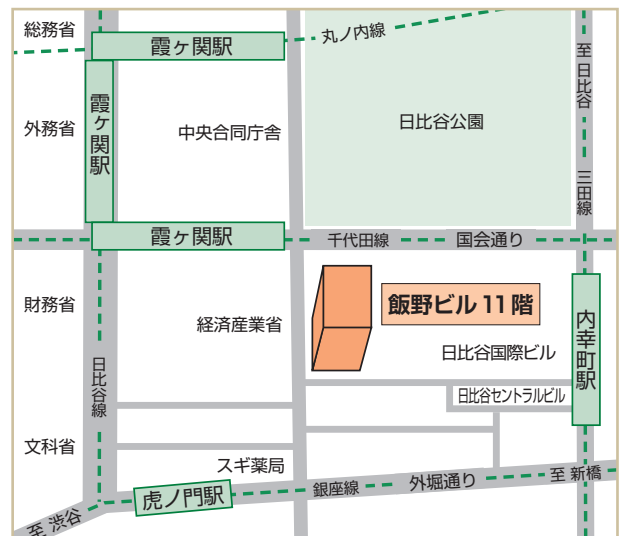 総務省
霞ヶ関駅
丸ノ内線
至 日比谷
霞ヶ関駅
外務省
中央合同庁舎
日比谷公園
三田線
霞ヶ関駅
千代田線
国会通り
財務省
経済産業省
飯野ビル 11 階
内幸町駅
日比谷国際ビル
日比谷線
日比谷セントラルビル
文科省
スギ薬局
虎ノ門駅
銀座線
外堀通り
至 新橋
至 渋谷